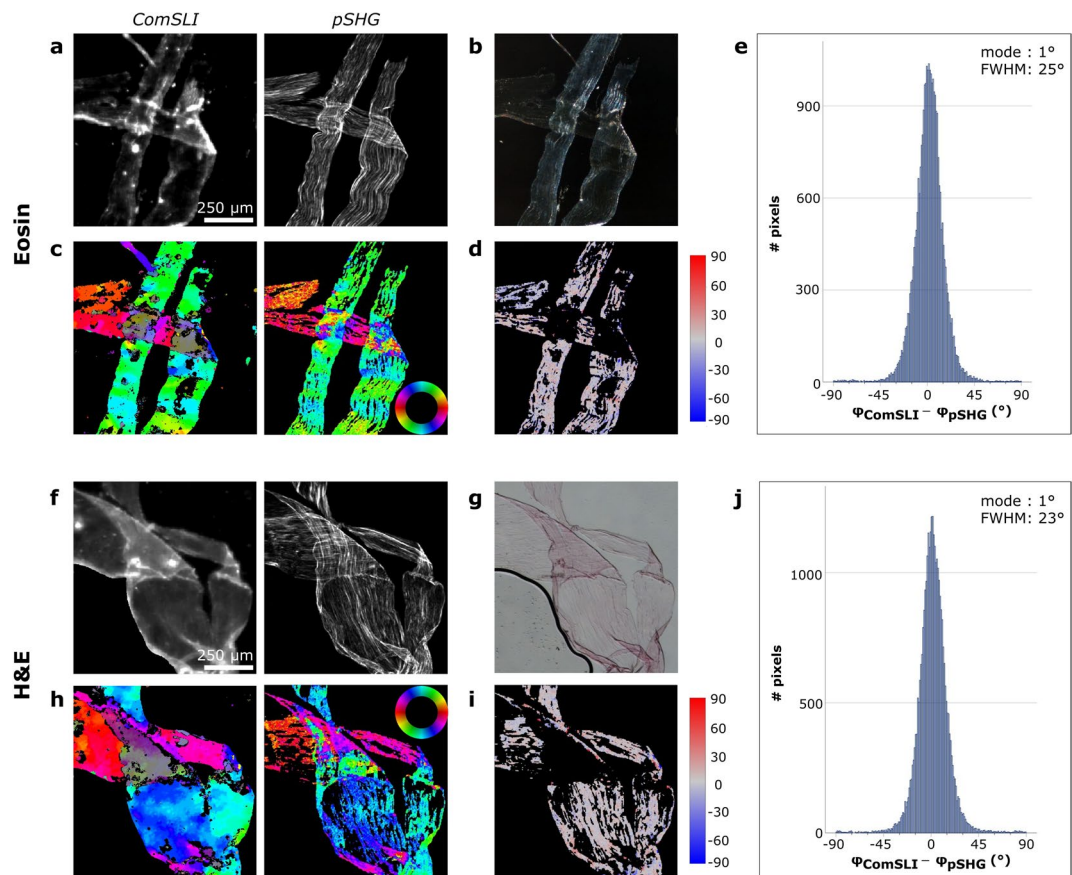 ComSLI
pSHG
Eosin
a
250 µm
b
c
d
90
60
30
0
-30
-60
-90
e
mode : 1°
FWHM: 25°
900
600
300
0
# pixels
-90
-45
0
45
90
φComSLI − φpSHG (°)
H&E
f
250 µm
g
h
i
90
60
30
0
-30
-60
-90
j
mode : 1°
FWHM: 23°
1000
500
0
# pixels
-90
-45
0
45
90
φComSLI − φpSHG (°)